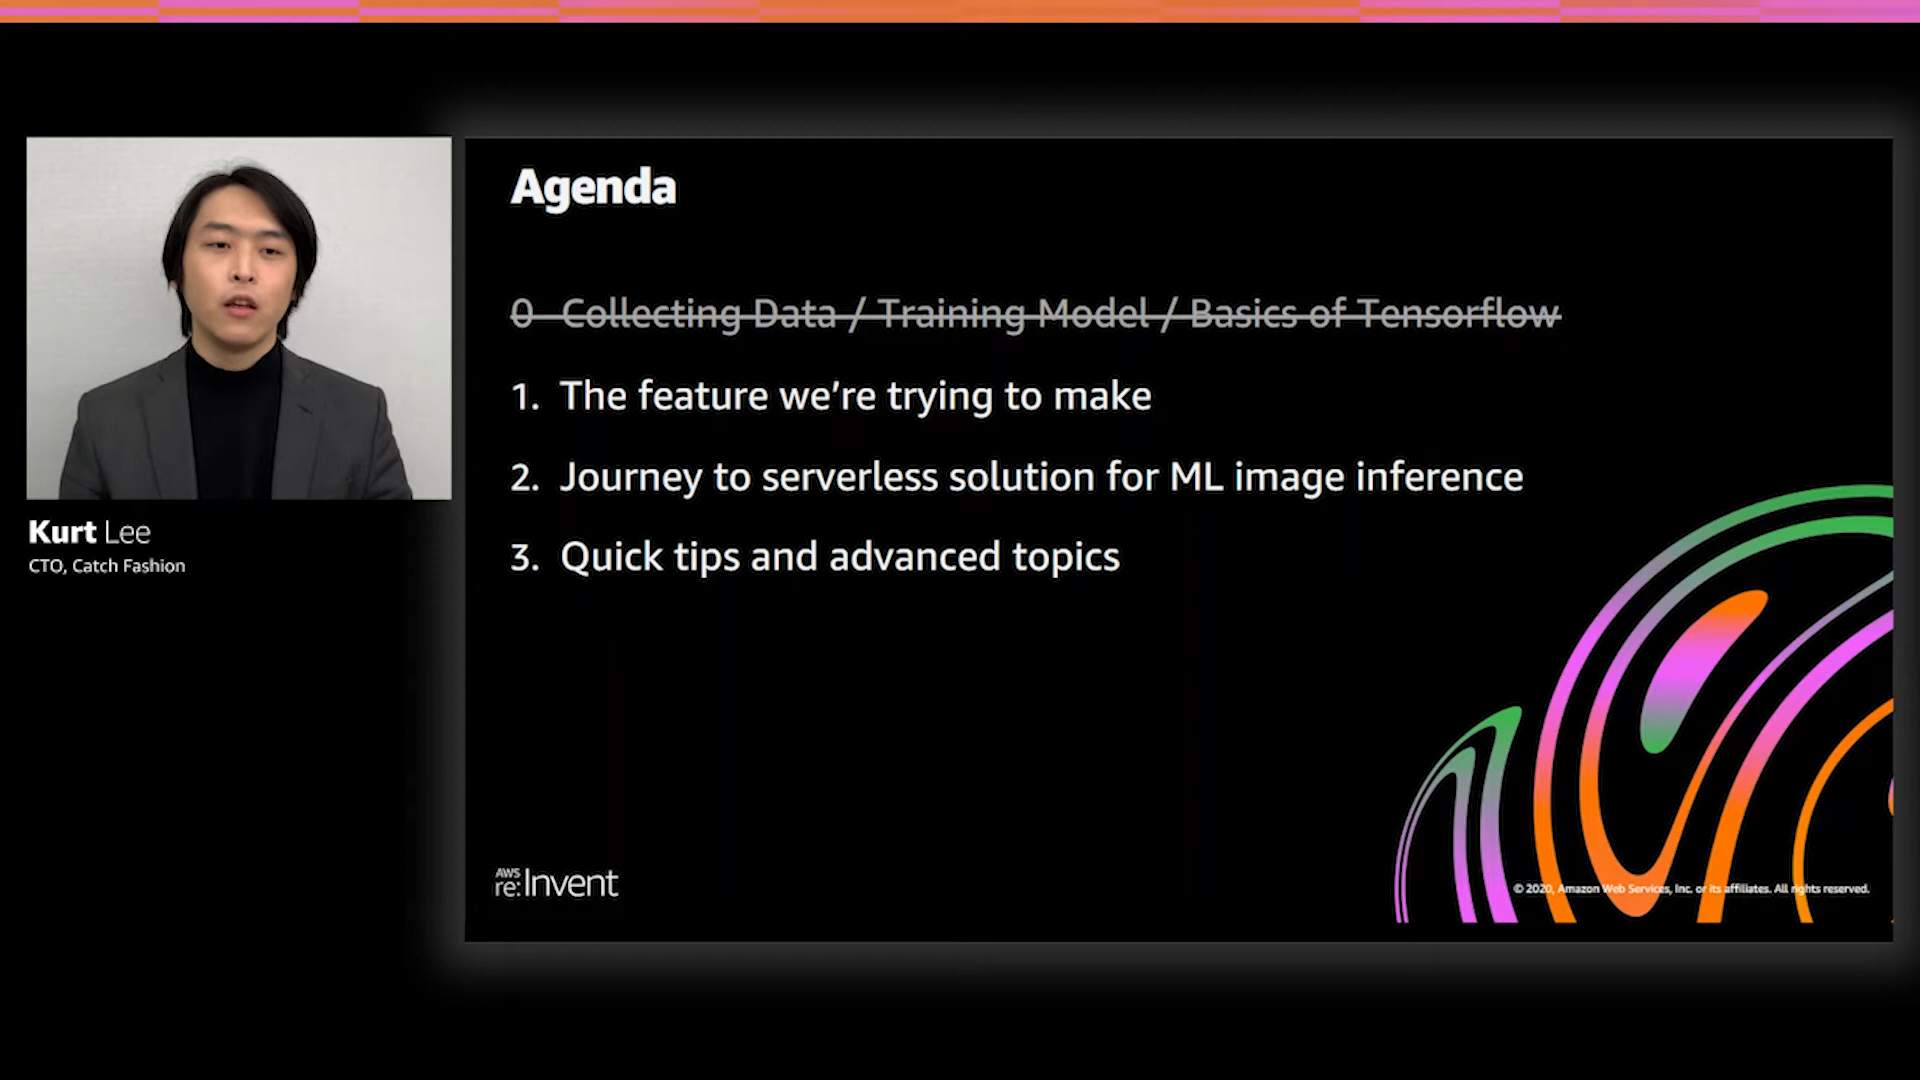 Agenda
0 Collecting Data / Training Model / Basics of Tensorflow
1. The feature we're trying to make
2. Journey to serverless solution for ML image inference
3. Quick tips and advanced topics
Kurt Lee
CTO, Catch Fashion
AWS
re:Invent
© 2020, Amazon Web Services, Inc. or its affiliates. All rights reserved.